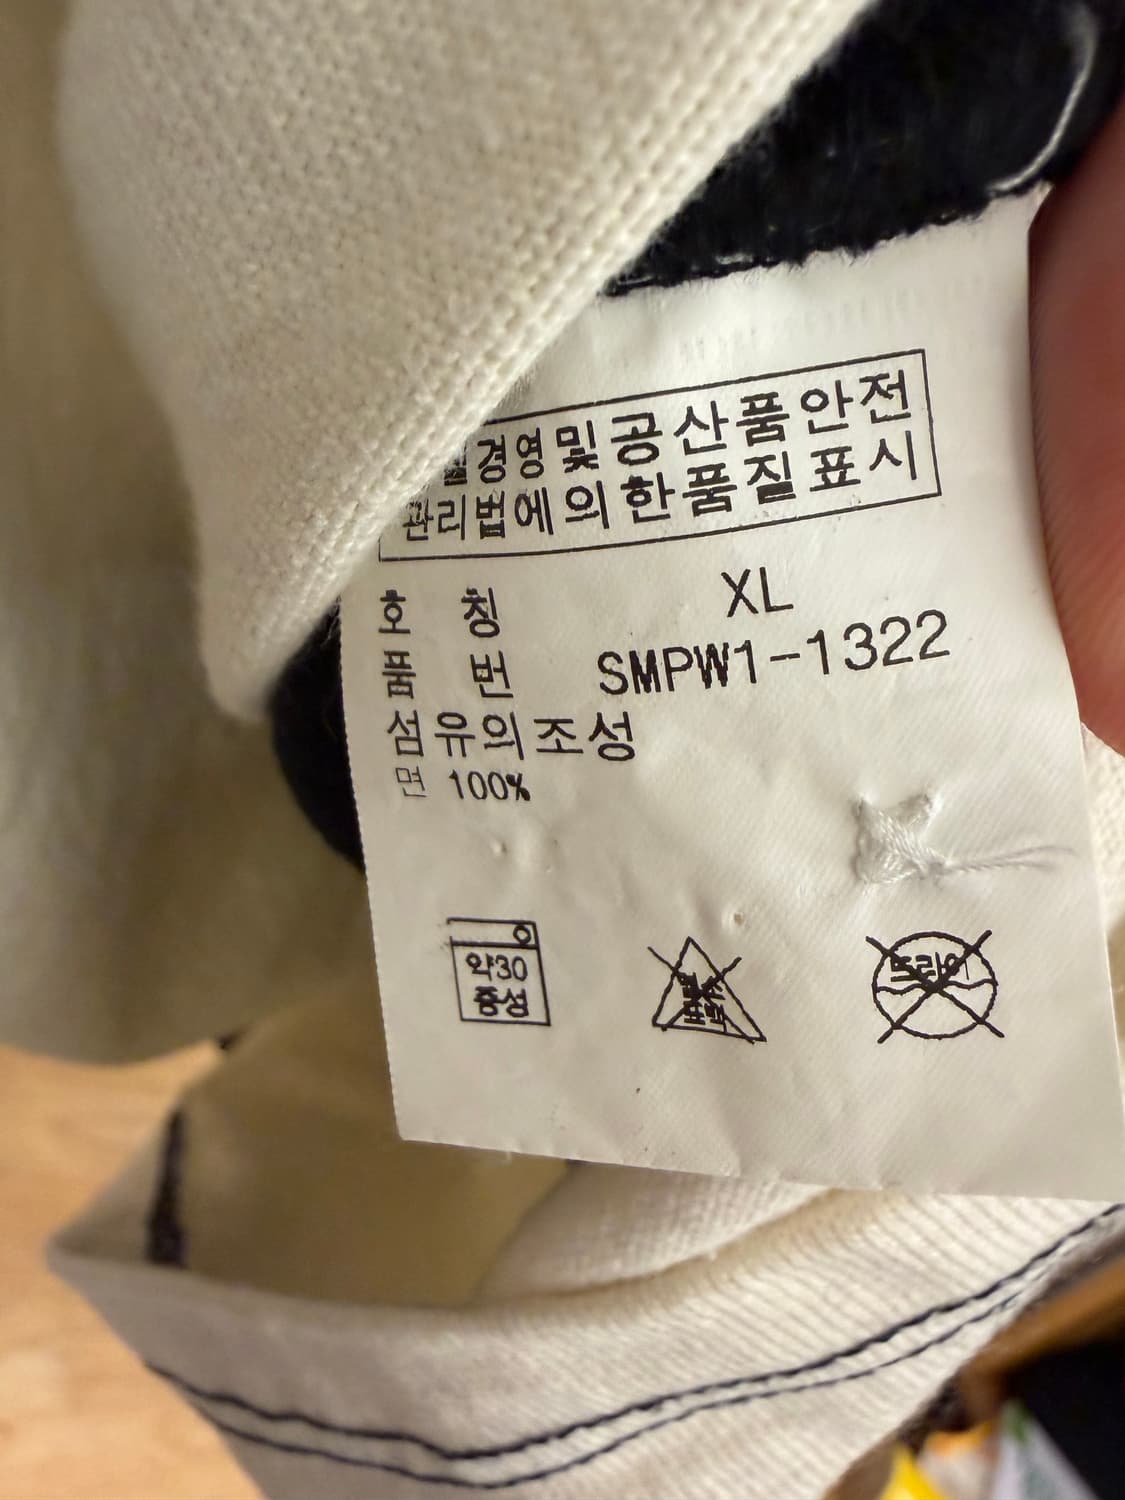 경영및공산품안전
관리법에의한품질표시
호 칭 XL
품 번 SMPW1-1322
섬유의조성
면 100%
약30
중성
드라이